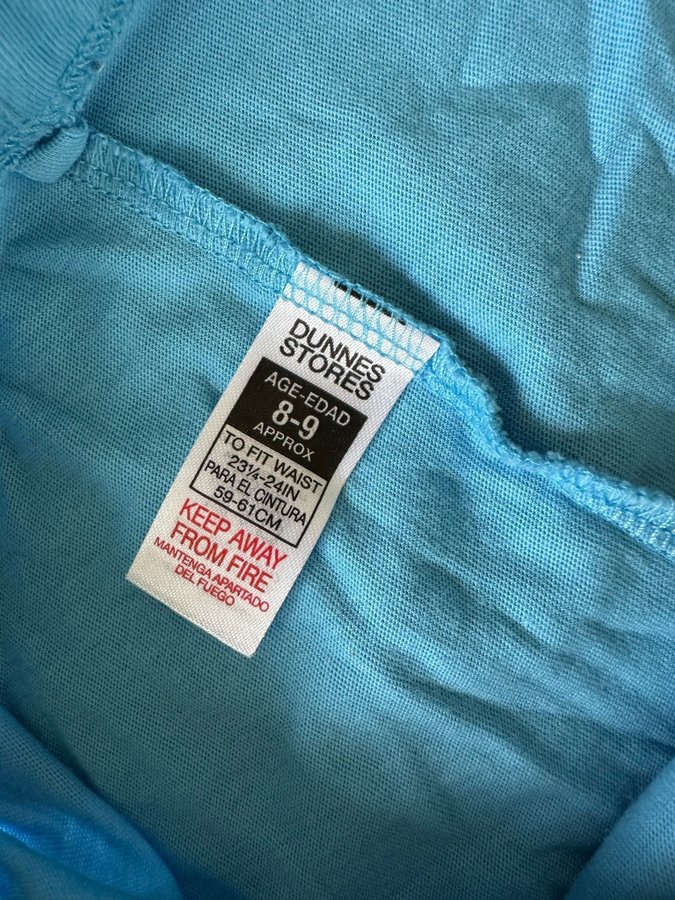 DUNNES
STORES
AGE-EDAD
8-9
APPROX
TO FIT WAIST
23¼-24IN
PARA EL CINTURA
59-61CM
KEEP AWAY
FROM FIRE
MANTENGA APARTADO
DEL FUEGO